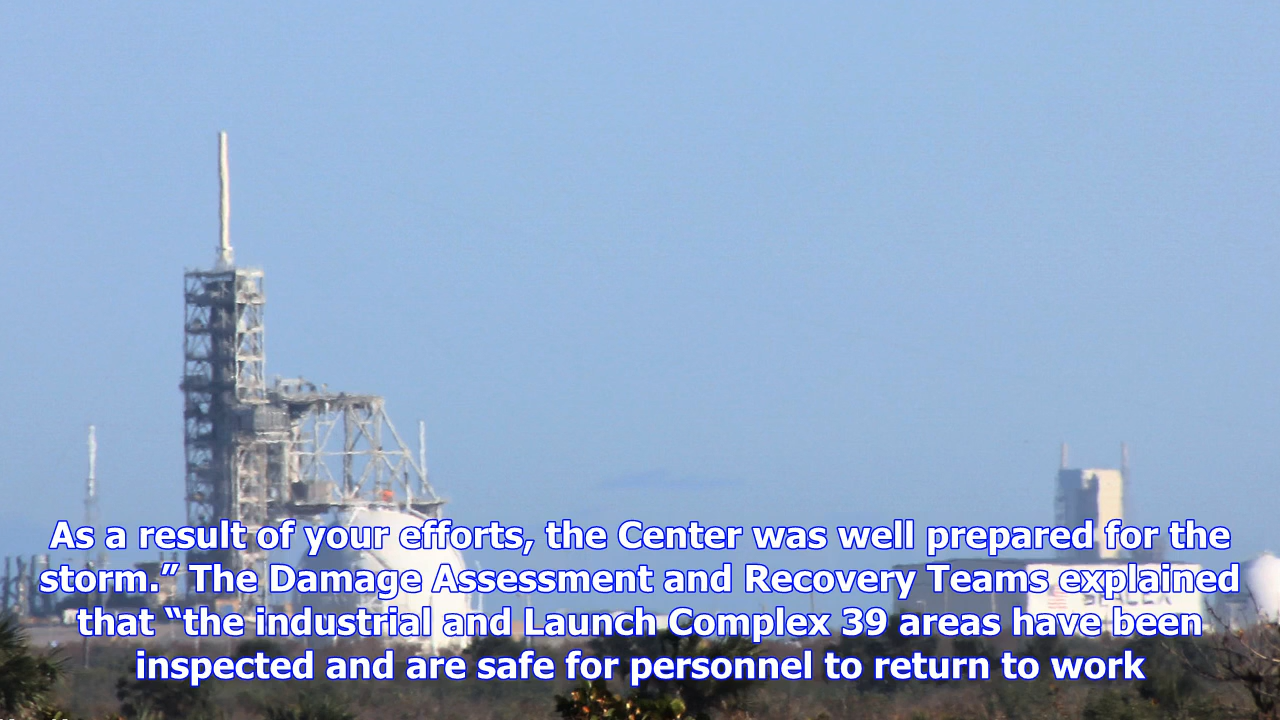 As a result of your efforts, the Center was well prepared for the
storm.” The Damage Assessment and Recovery Teams explained
that “the industrial and Launch Complex 39 areas have been
inspected and are safe for personnel to return to work